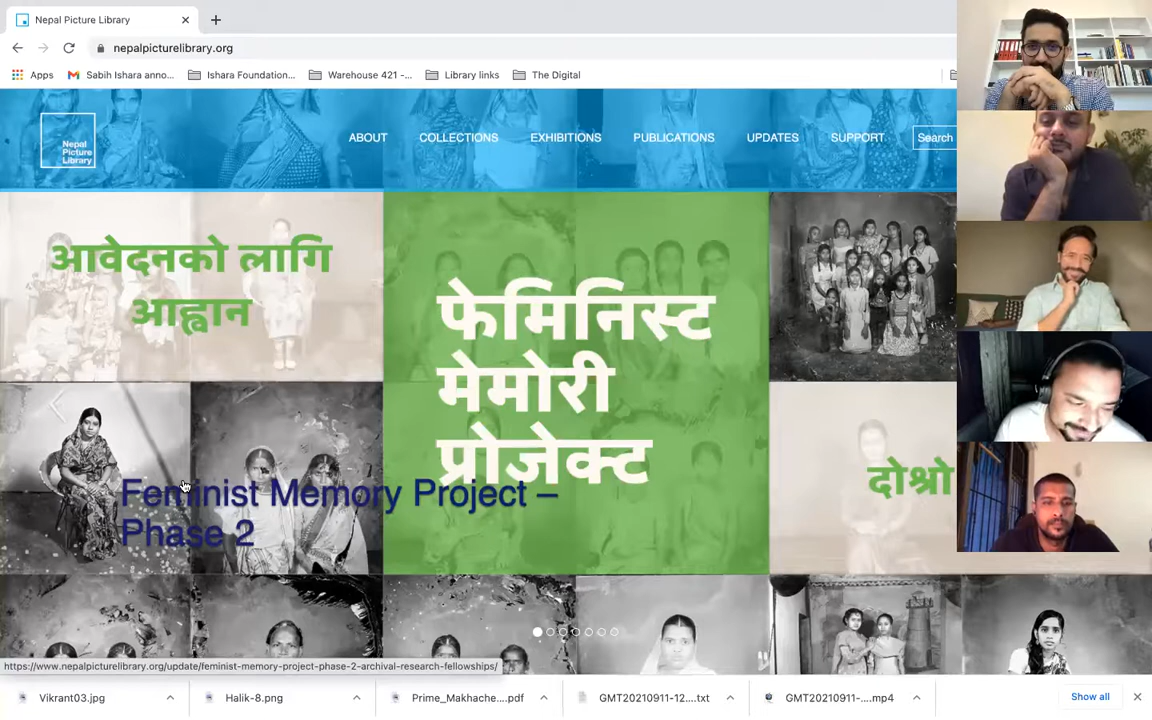 Nepal Picture Library
nepalpicturelibrary.org
Apps
Sabih Ishara anno...
Ishara Foundation...
Warehouse 421 -...
Library links
The Digital
Nepal
Picture
Library
ABOUT
COLLECTIONS
EXHIBITIONS
PUBLICATIONS
UPDATES
SUPPORT
Search
आवेदनको लागि
आह्वान
फेमिनिस्ट
मेमोरी
प्रोजेक्ट
दोश्रो
Feminist Memory Project –
Phase 2
https://www.nepalpicturelibrary.org/update/feminist-memory-project-phase-2-archival-research-fellowships/
Vikrant03.jpg
Halik-8.png
Prime_Makhache....pdf
GMT20210911-12....txt
GMT20210911-....mp4
Show all